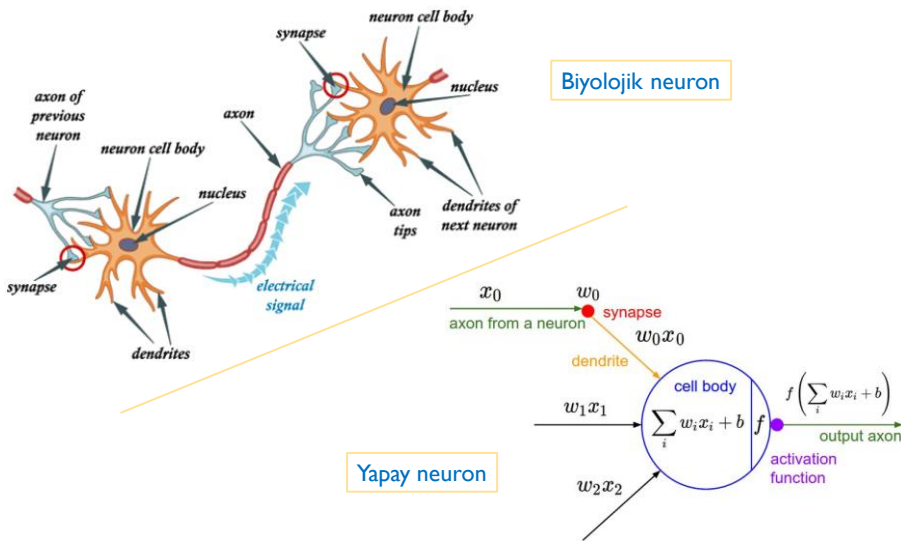 neuron cell body
synapse
nucleus
axon of
previous
neuron
axon
neuron cell body
nucleus
axon
tips
dendrites of
next neuron
synapse
electrical
signal
dendrites
Biyolojik neuron
x₀
w₀
axon from a neuron
synapse
w₀x₀
dendrite
cell body
f(∑ᵢ wᵢxᵢ + b)
w₁x₁
∑ᵢ wᵢxᵢ + b
f
output axon
activation
function
w₂x₂
Yapay neuron